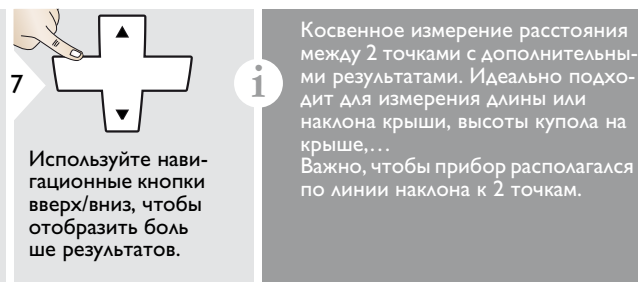 7
Используйте нави-
гационные кнопки
вверх/вниз, чтобы
отобразить боль
ше результатов.
i
Косвенное измерение расстояния
между 2 точками с дополнительны-
ми результатами. Идеально подхо-
дит для измерения длины или
наклона крыши, высоты купола на
крыше,…
Важно, чтобы прибор располагался
по линии наклона к 2 точкам.